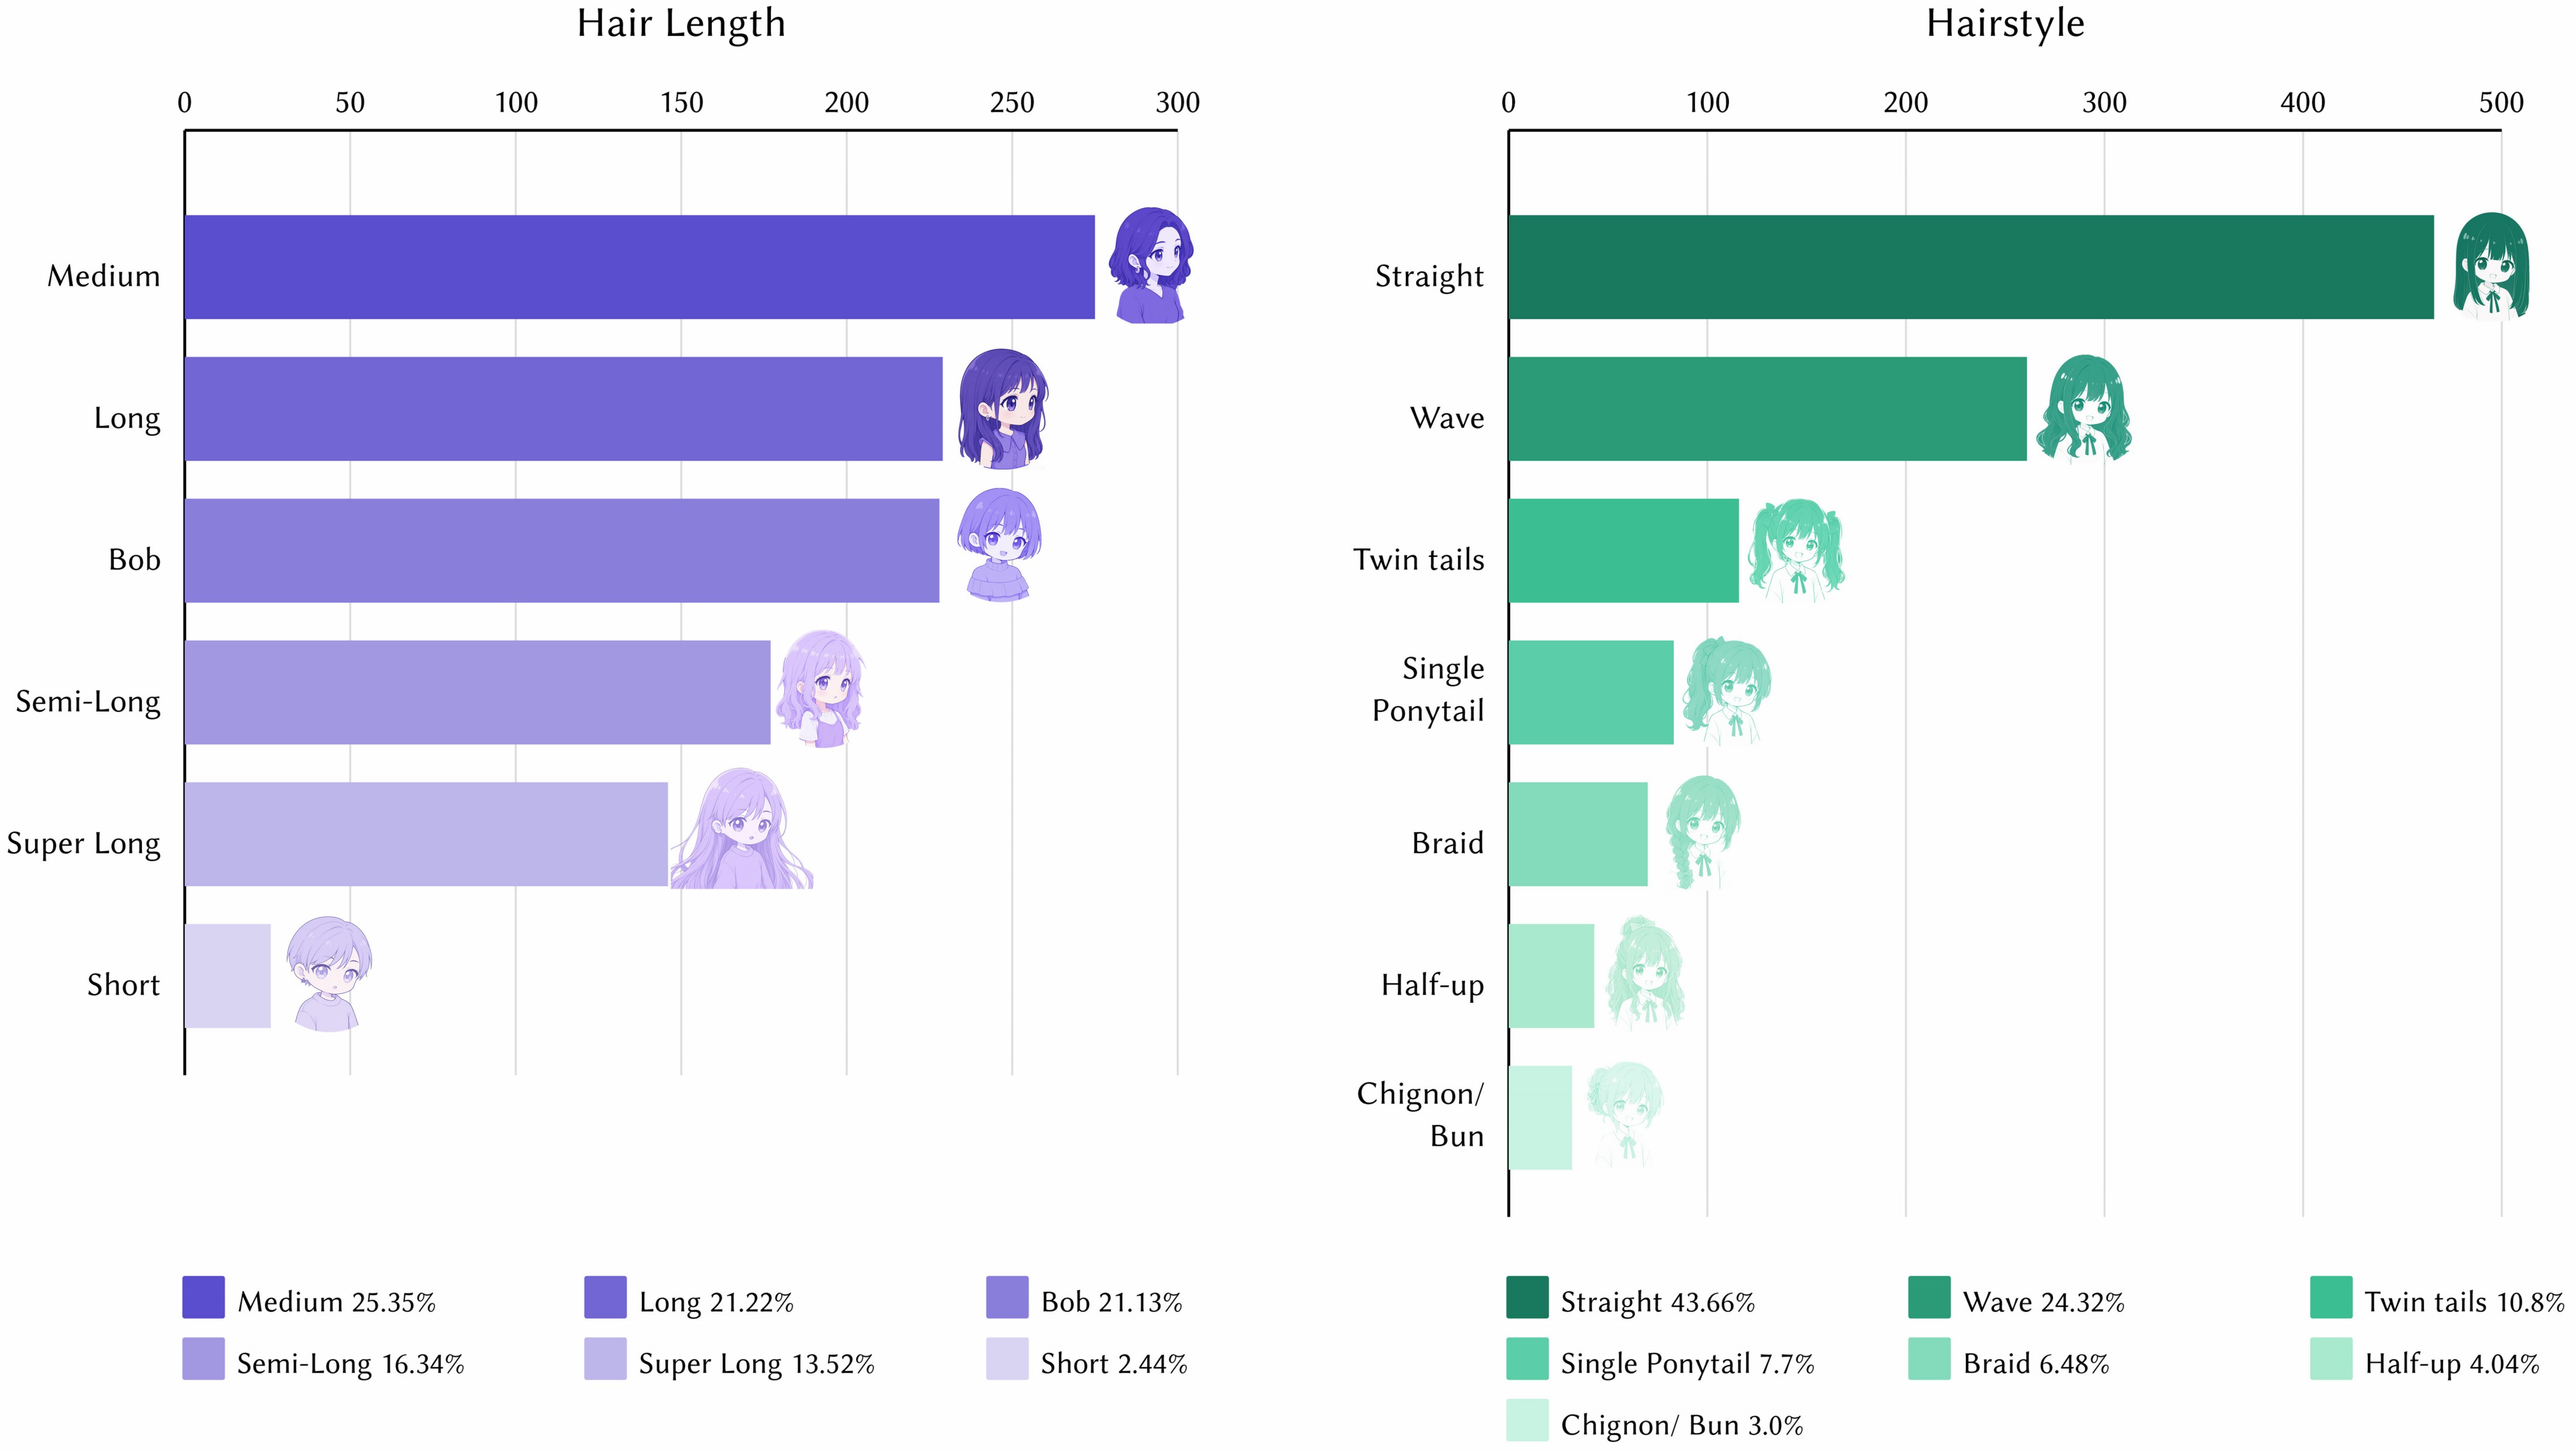 Hair Length
0 50 100 150 200 250 300
Medium
Long
Bob
Semi-Long
Super Long
Short
Medium 25.35% Long 21.22% Bob 21.13%
Semi-Long 16.34% Super Long 13.52% Short 2.44%
Hairstyle
0 100 200 300 400 500
Straight
Wave
Twin tails
Single
Ponytail
Braid
Half-up
Chignon/
Bun
Straight 43.66% Wave 24.32% Twin tails 10.8%
Single Ponytail 7.7% Braid 6.48% Half-up 4.04%
Chignon/ Bun 3.0%